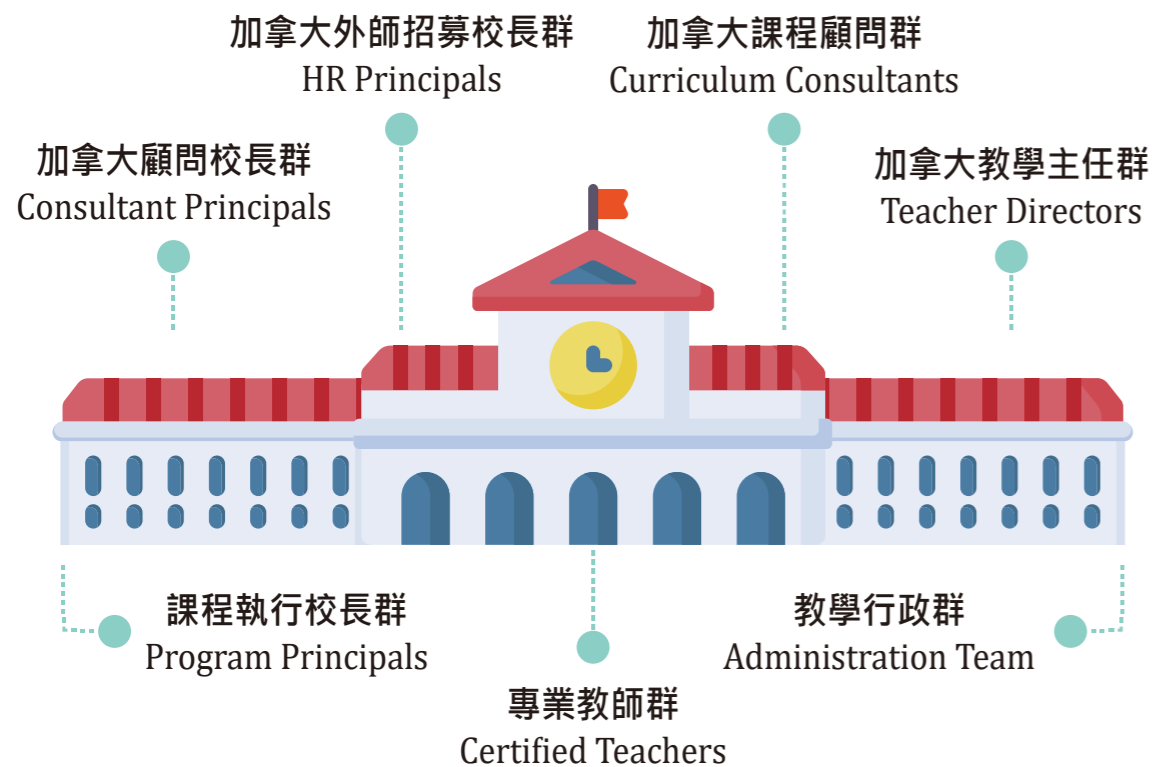 加拿大外師招募校長群
HR Principals
加拿大課程顧問群
Curriculum Consultants
加拿大顧問校長群
Consultant Principals
加拿大教學主任群
Teacher Directors
課程執行校長群
Program Principals
教學行政群
Administration Team
專業教師群
Certified Teachers